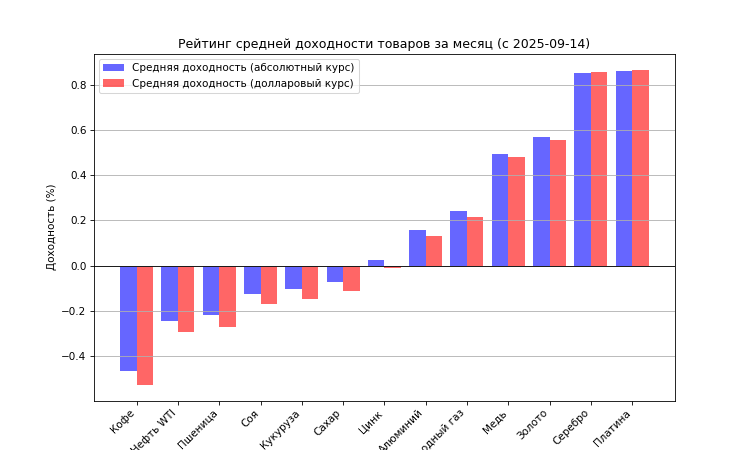 Рейтинг средней доходности товаров за месяц (с 2025-09-14)
Средняя доходность (абсолютный курс)
Средняя доходность (долларовый курс)
Доходность (%)
0.8
0.6
0.4
0.2
0.0
−0.2
−0.4
Кофе
Нефть WTI
Пшеница
Соя
Кукуруза
Сахар
Цинк
Алюминий
газ
Медь
Золото
Серебро
Платина